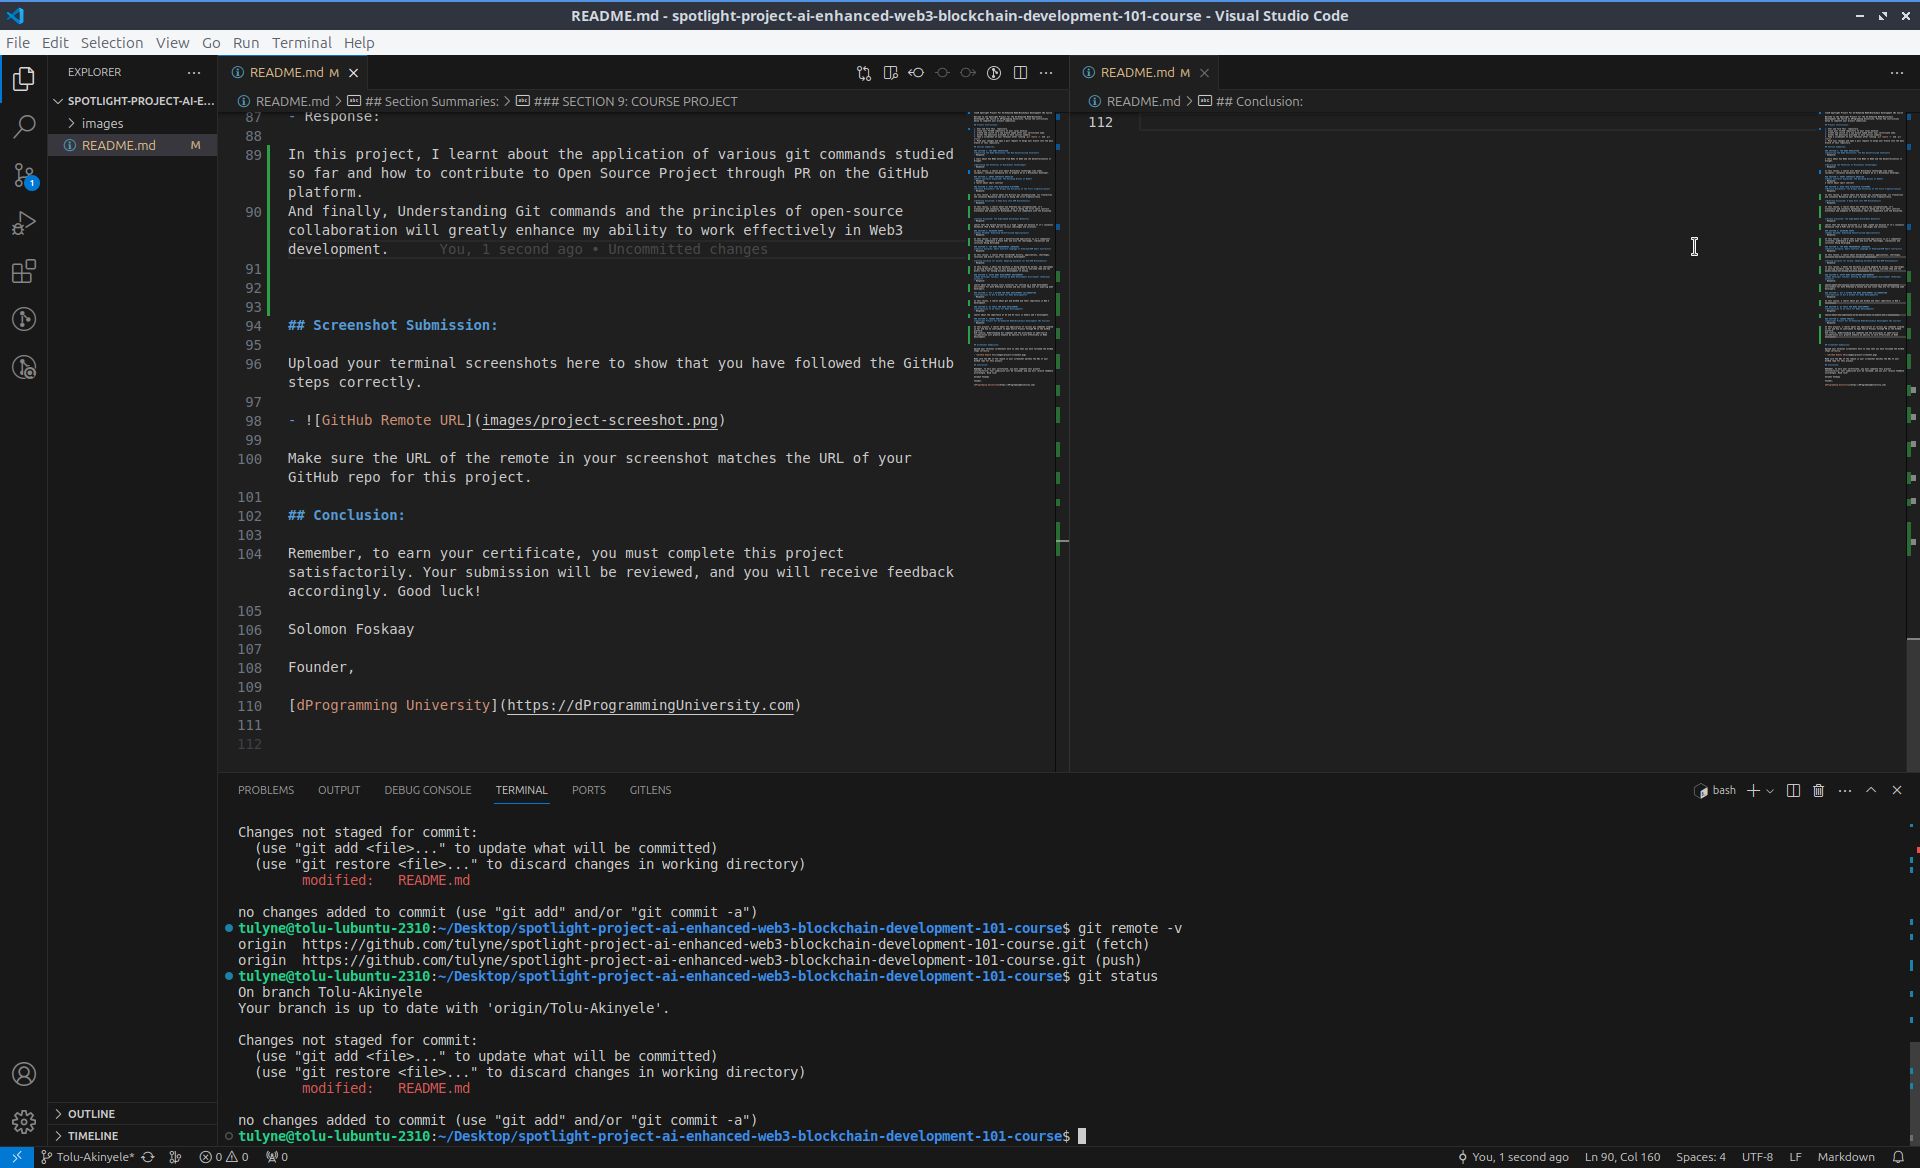 README.md - spotlight-project-ai-enhanced-web3-blockchain-development-101-course - Visual Studio Code
File Edit Selection View Go Run Terminal Help
EXPLORER
SPOTLIGHT-PROJECT-AI-E...
images
README.md M
OUTLINE
TIMELINE
README.md M
README.md > ## Section Summaries: > ### SECTION 9: COURSE PROJECT
87 - Response:
88
89 In this project, I learnt about the application of various git commands studied
so far and how to contribute to Open Source Project through PR on the GitHub
platform.
90 And finally, Understanding Git commands and the principles of open-source
collaboration will greatly enhance my ability to work effectively in Web3
development. You, 1 second ago • Uncommitted changes
91
92
93
94 ## Screenshot Submission:
95
96 Upload your terminal screenshots here to show that you have followed the GitHub
steps correctly.
97
98 - ![GitHub Remote URL](images/project-screeshot.png)
99
100 Make sure the URL of the remote in your screenshot matches the URL of your
GitHub repo for this project.
101
102 ## Conclusion:
103
104 Remember, to earn your certificate, you must complete this project
satisfactorily. Your submission will be reviewed, and you will receive feedback
accordingly. Good luck!
105
106 Solomon Foskaay
107
108 Founder,
109
110 [dProgramming University](https://dProgrammingUniversity.com)
111
112
README.md M
README.md > ## Conclusion:
112
PROBLEMS OUTPUT DEBUG CONSOLE TERMINAL PORTS GITLENS
bash
Changes not staged for commit:
(use "git add <file>..." to update what will be committed)
(use "git restore <file>..." to discard changes in working directory)
modified: README.md
no changes added to commit (use "git add" and/or "git commit -a")
tulyne@tolu-lubuntu-2310:~/Desktop/spotlight-project-ai-enhanced-web3-blockchain-development-101-course$ git remote -v
origin https://github.com/tulyne/spotlight-project-ai-enhanced-web3-blockchain-development-101-course.git (fetch)
origin https://github.com/tulyne/spotlight-project-ai-enhanced-web3-blockchain-development-101-course.git (push)
tulyne@tolu-lubuntu-2310:~/Desktop/spotlight-project-ai-enhanced-web3-blockchain-development-101-course$ git status
On branch Tolu-Akinyele
Your branch is up to date with 'origin/Tolu-Akinyele'.
Changes not staged for commit:
(use "git add <file>..." to update what will be committed)
(use "git restore <file>..." to discard changes in working directory)
modified: README.md
no changes added to commit (use "git add" and/or "git commit -a")
tulyne@tolu-lubuntu-2310:~/Desktop/spotlight-project-ai-enhanced-web3-blockchain-development-101-course$
1
Tolu-Akinyele* 0 0 0 You, 1 second ago Ln 90, Col 160 Spaces: 4 UTF-8 LF Markdown